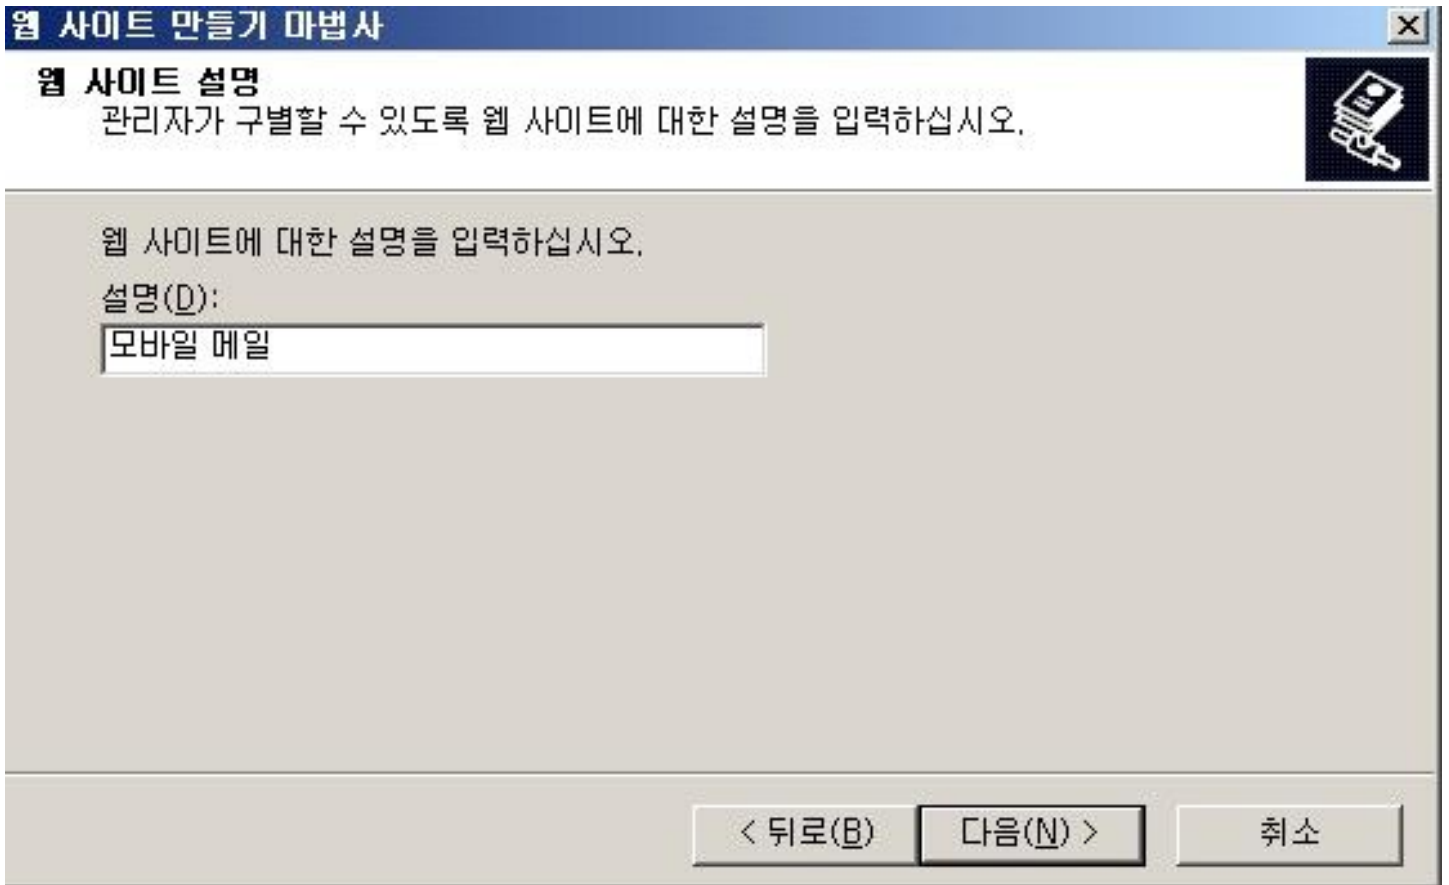 웹 사이트 만들기 마법사
웹 사이트 설명
관리자가 구별할 수 있도록 웹 사이트에 대한 설명을 입력하십시오.
웹 사이트에 대한 설명을 입력하십시오.
설명(D):
모바일 메일
< 뒤로(B)
다음(N) >
취소